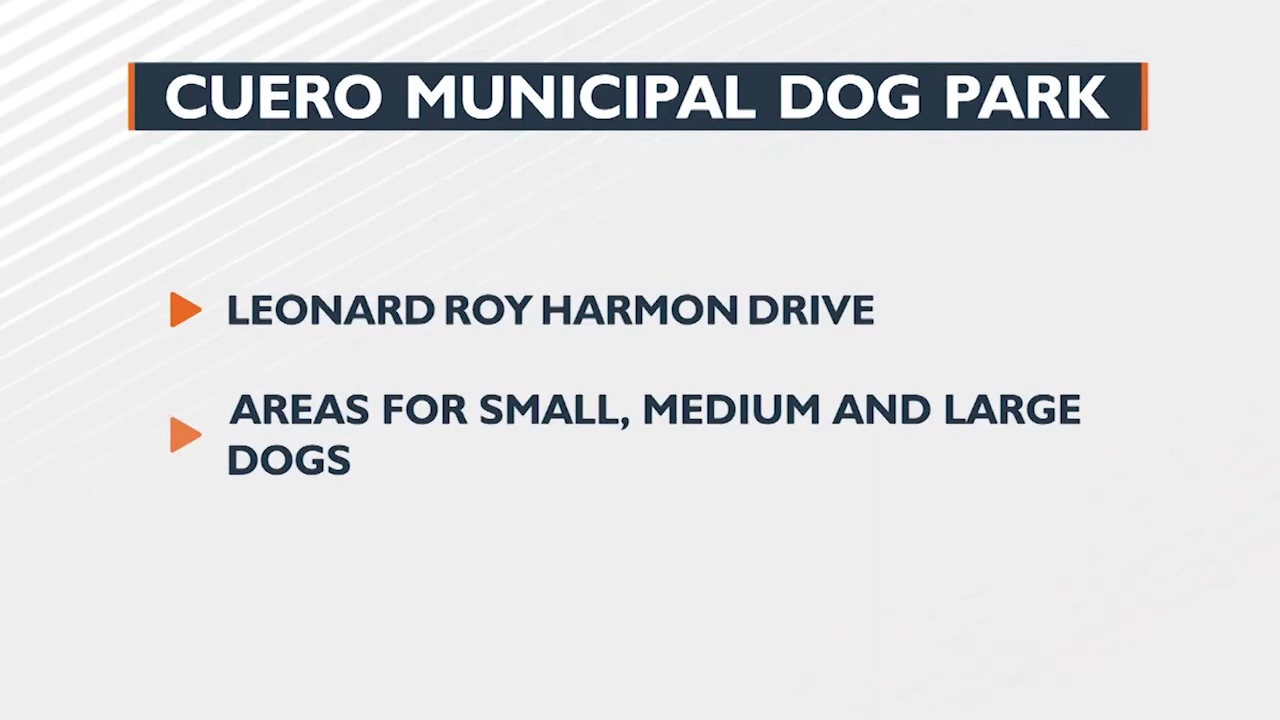 CUERO MUNICIPAL DOG PARK
LEONARD ROY HARMON DRIVE
AREAS FOR SMALL, MEDIUM AND LARGE
DOGS